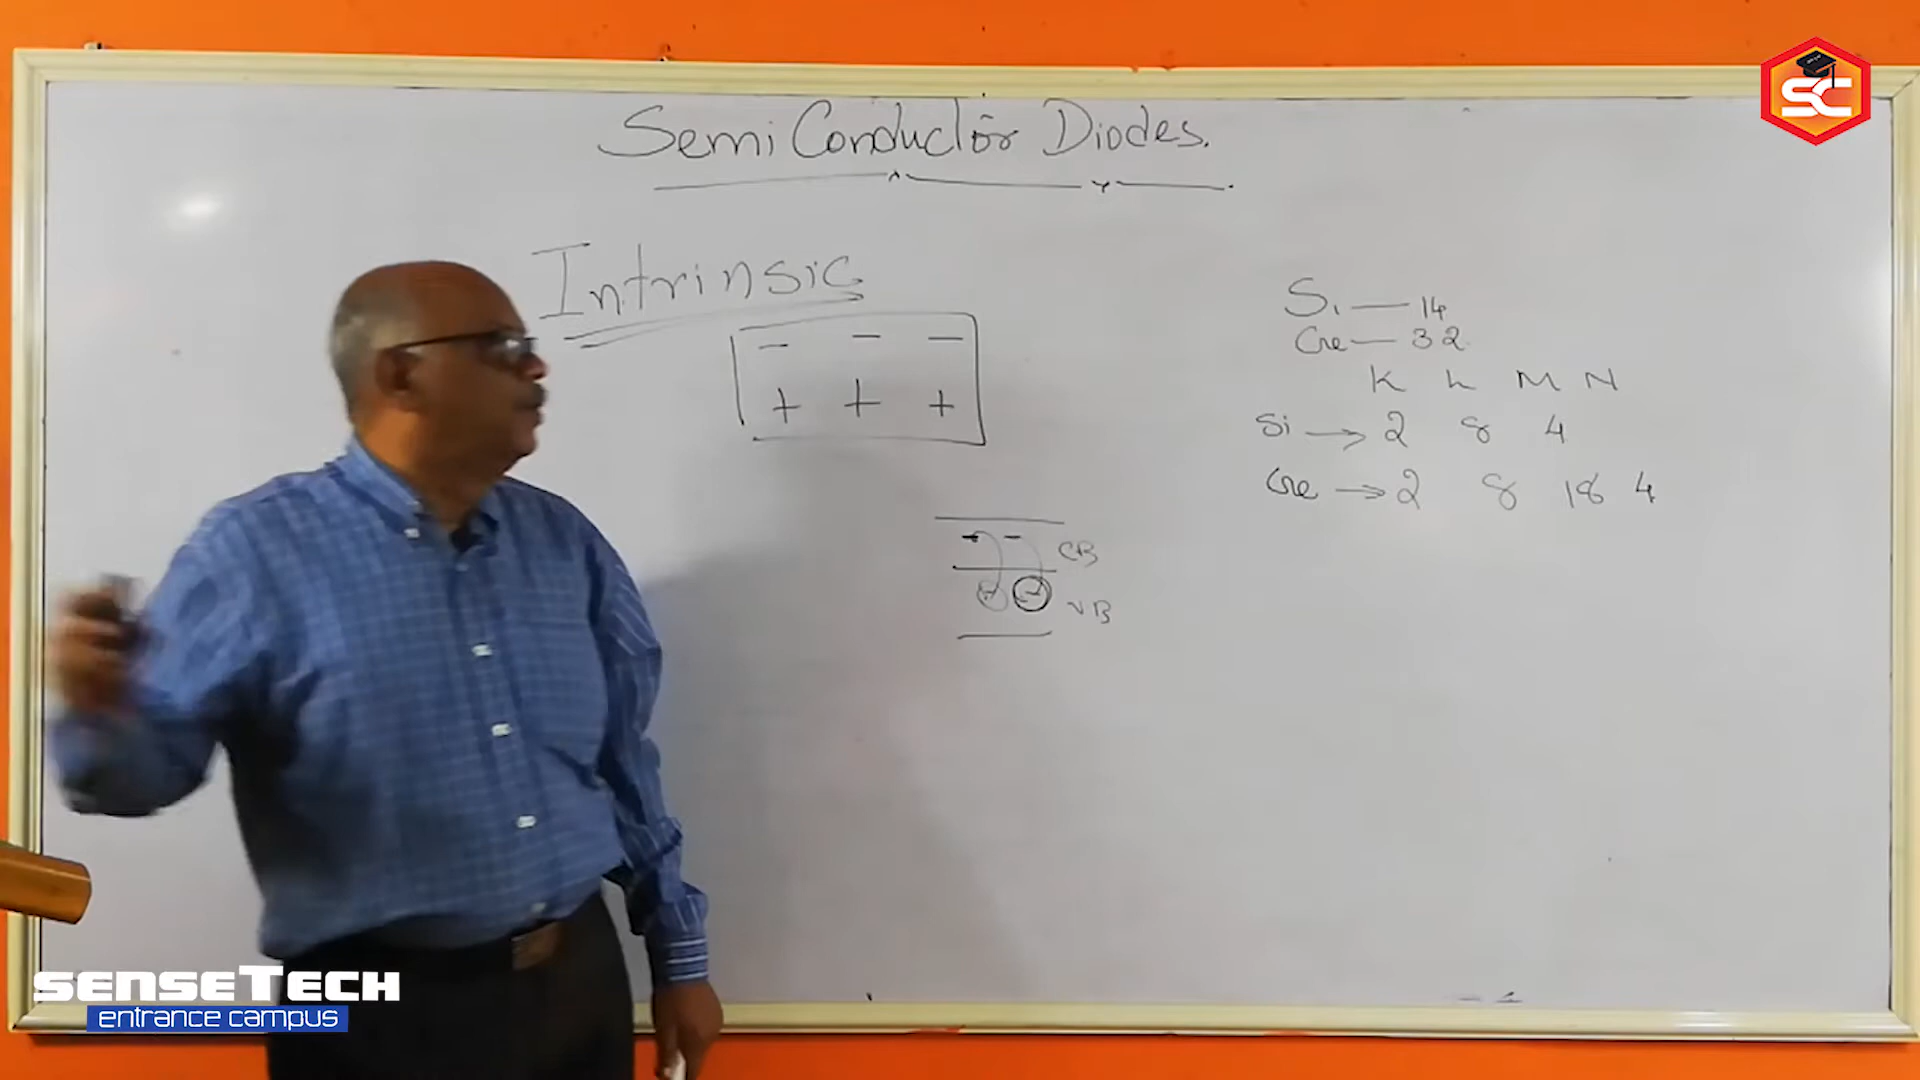 SC
Semi Conductor Diodes.
Intrinsic
− − −
+ + +
Si — 14
Ge — 32
K L M N
Si → 2 8 4
Ge → 2 8 18 4
CB
VB
SENSETECH
entrance campus